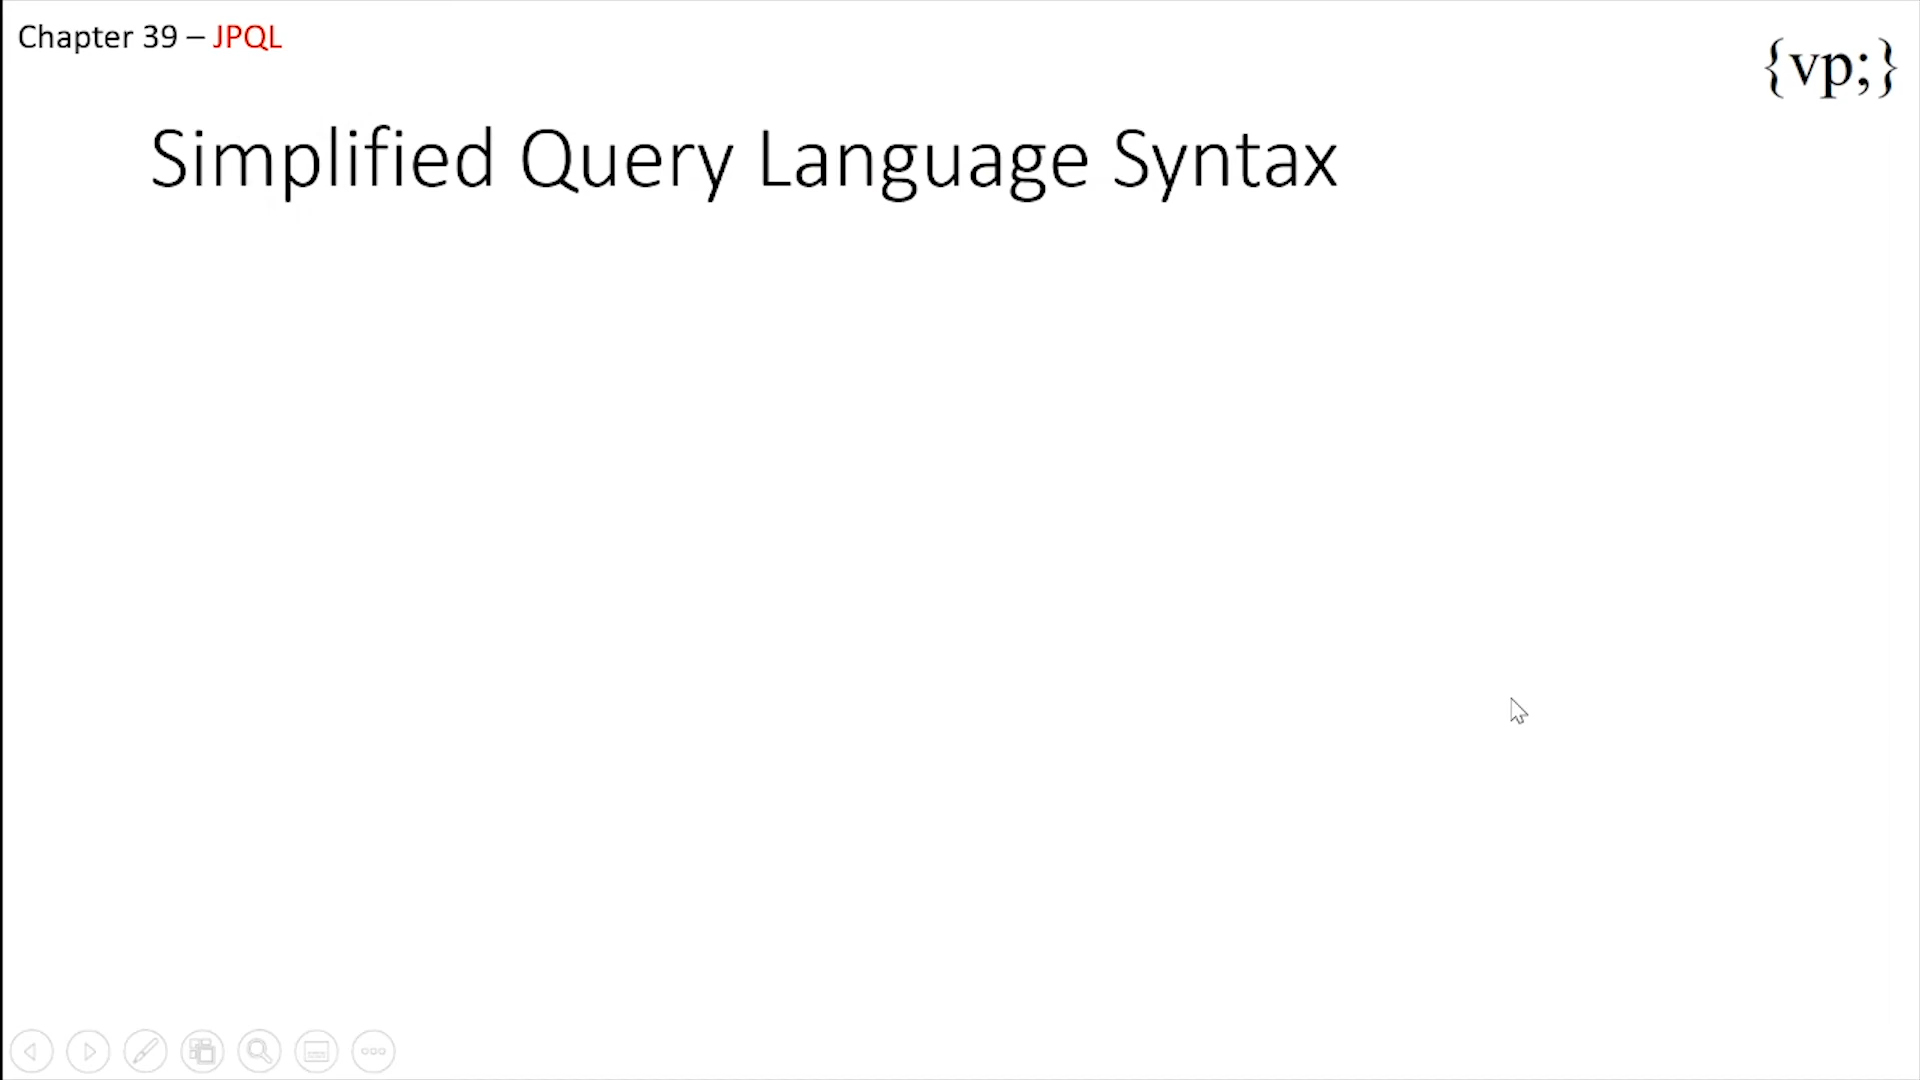 Chapter 39 – JPQL
{vp;}
Simplified Query Language Syntax